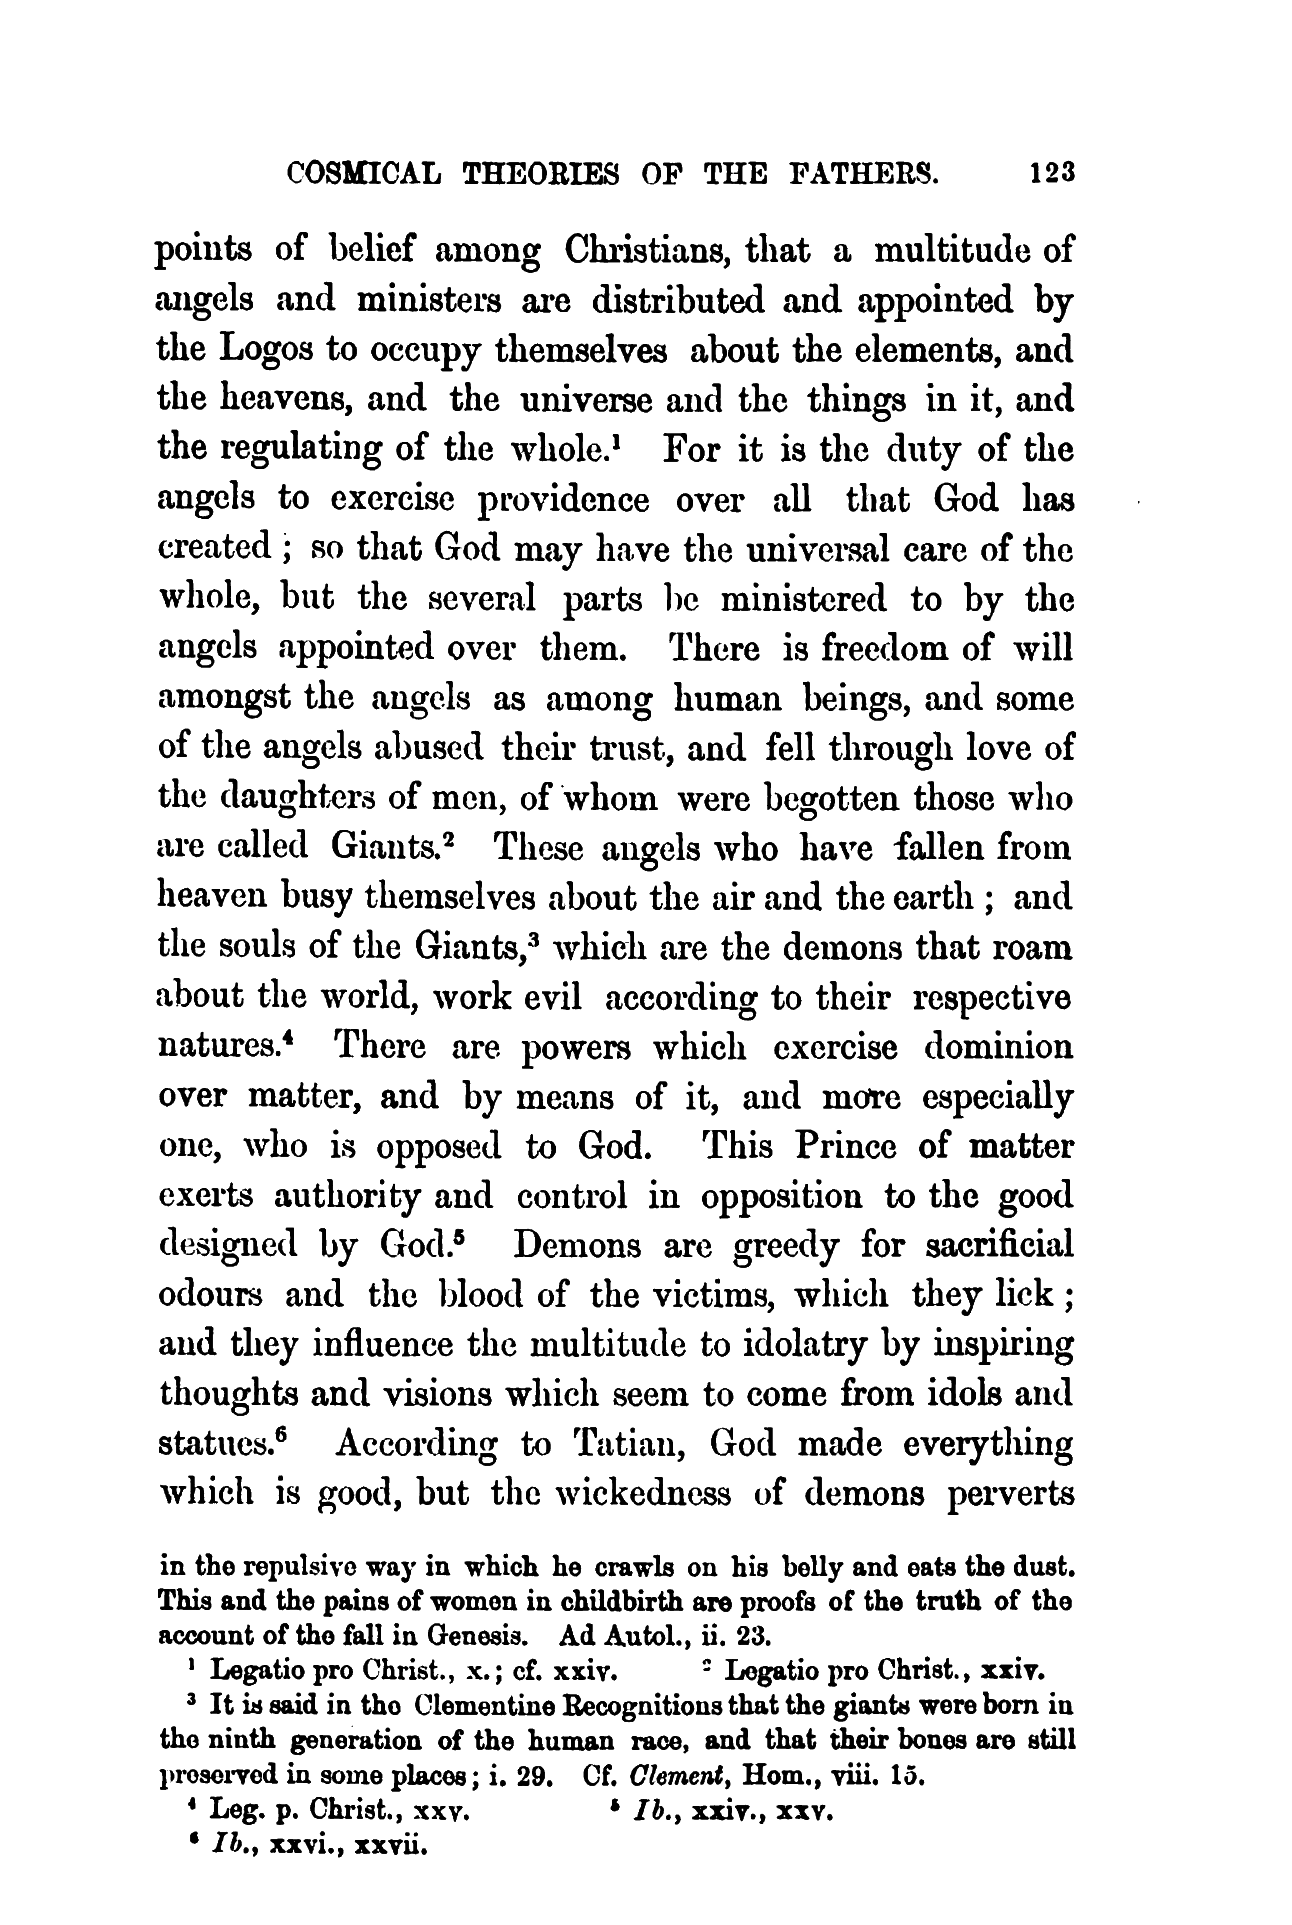 COSMICAL THEORIES OF THE FATHERS. 123
points of belief among Christians, that a multitude of
angels and ministers are distributed and appointed by
the Logos to occupy themselves about the elements, and
the heavens, and the universe and the things in it, and
the regulating of the whole.¹ For it is the duty of the
angels to exercise providence over all that God has
created ; so that God may have the universal care of the
whole, but the several parts be ministered to by the
angels appointed over them. There is freedom of will
amongst the angels as among human beings, and some
of the angels abused their trust, and fell through love of
the daughters of men, of whom were begotten those who
are called Giants.² These angels who have fallen from
heaven busy themselves about the air and the earth ; and
the souls of the Giants,³ which are the demons that roam
about the world, work evil according to their respective
natures.⁴ There are powers which exercise dominion
over matter, and by means of it, and more especially
one, who is opposed to God. This Prince of matter
exerts authority and control in opposition to the good
designed by God.⁵ Demons are greedy for sacrificial
odours and the blood of the victims, which they lick ;
and they influence the multitude to idolatry by inspiring
thoughts and visions which seem to come from idols and
statues.⁶ According to Tatian, God made everything
which is good, but the wickedness of demons perverts
in the repulsive way in which he crawls on his belly and eats the dust.
This and the pains of women in childbirth are proofs of the truth of the
account of the fall in Genesis. Ad Autol., ii. 23.
¹ Legatio pro Christ., x.; cf. xxiv. ² Legatio pro Christ., xxiv.
³ It is said in the Clementine Recognitions that the giants were born in
the ninth generation of the human race, and that their bones are still
preserved in some places; i. 29. Cf. Clement, Hom., viii. 15.
⁴ Leg. p. Christ., xxv. ⁵ Ib., xxiv., xxv.
⁶ Ib., xxvi., xxvii.